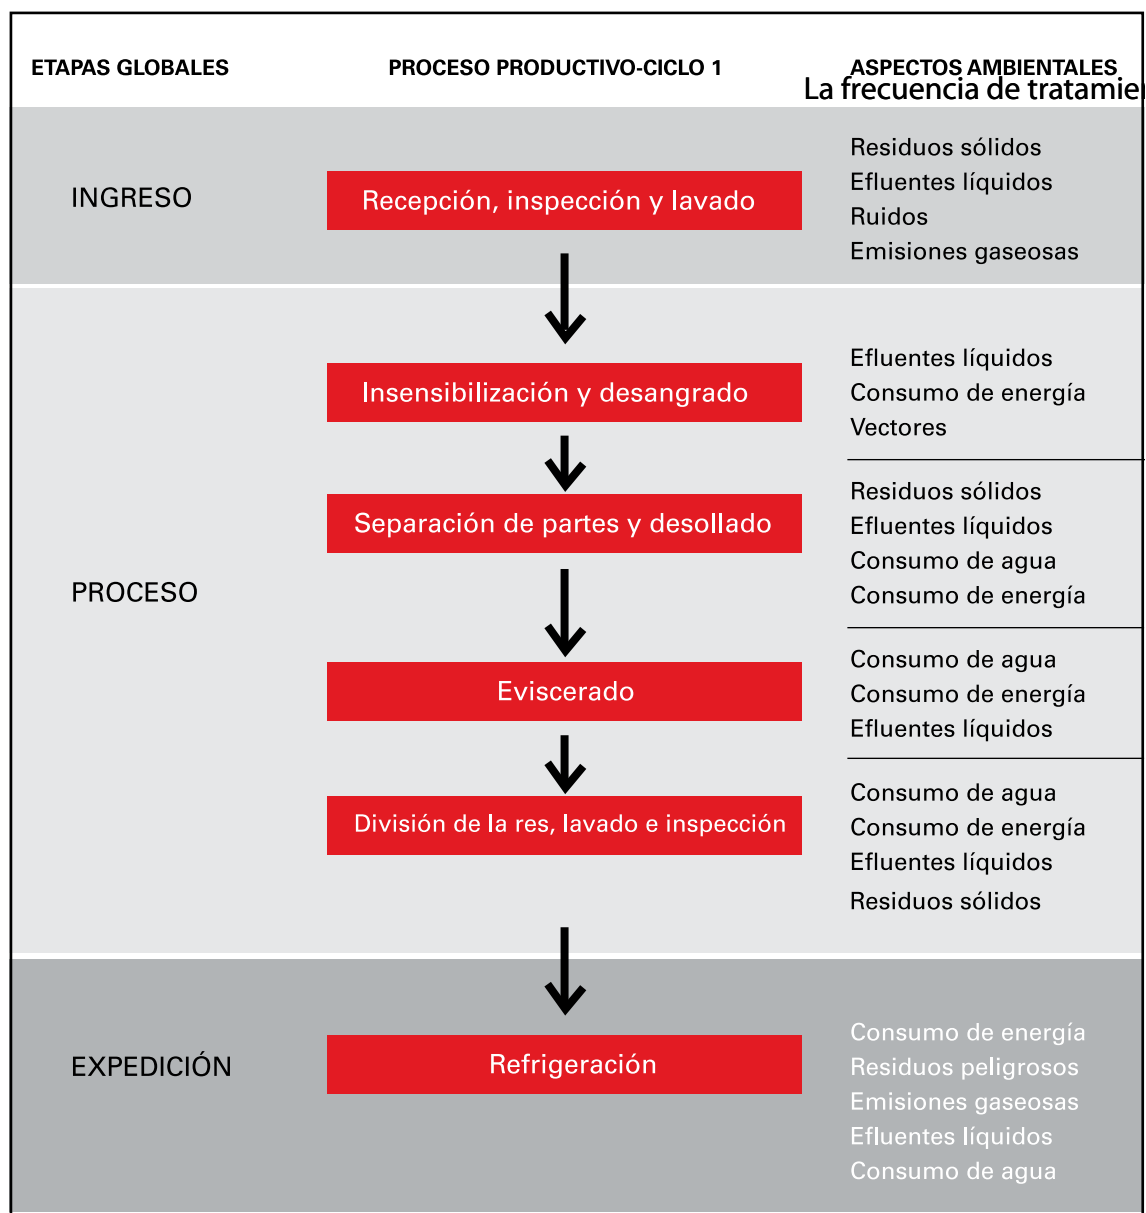 ETAPAS GLOBALES
PROCESO PRODUCTIVO-CICLO 1
ASPECTOS AMBIENTALES
La frecuencia de
INGRESO
Recepción, inspección y lavado
Residuos sólidos
Efluentes líquidos
Ruidos
Emisiones gaseosas
PROCESO
Insensibilización y desangrado
Efluentes líquidos
Consumo de energía
Vectores
Separación de partes y desollado
Residuos sólidos
Efluentes líquidos
Consumo de agua
Consumo de energía
Eviscerado
Consumo de agua
Consumo de energía
Efluentes líquidos
División de la res, lavado e inspección
Consumo de agua
Consumo de energía
Efluentes líquidos
Residuos sólidos
EXPEDICIÓN
Refrigeración
Consumo de energía
Residuos peligrosos
Emisiones gaseosas
Efluentes líquidos
Consumo de agua